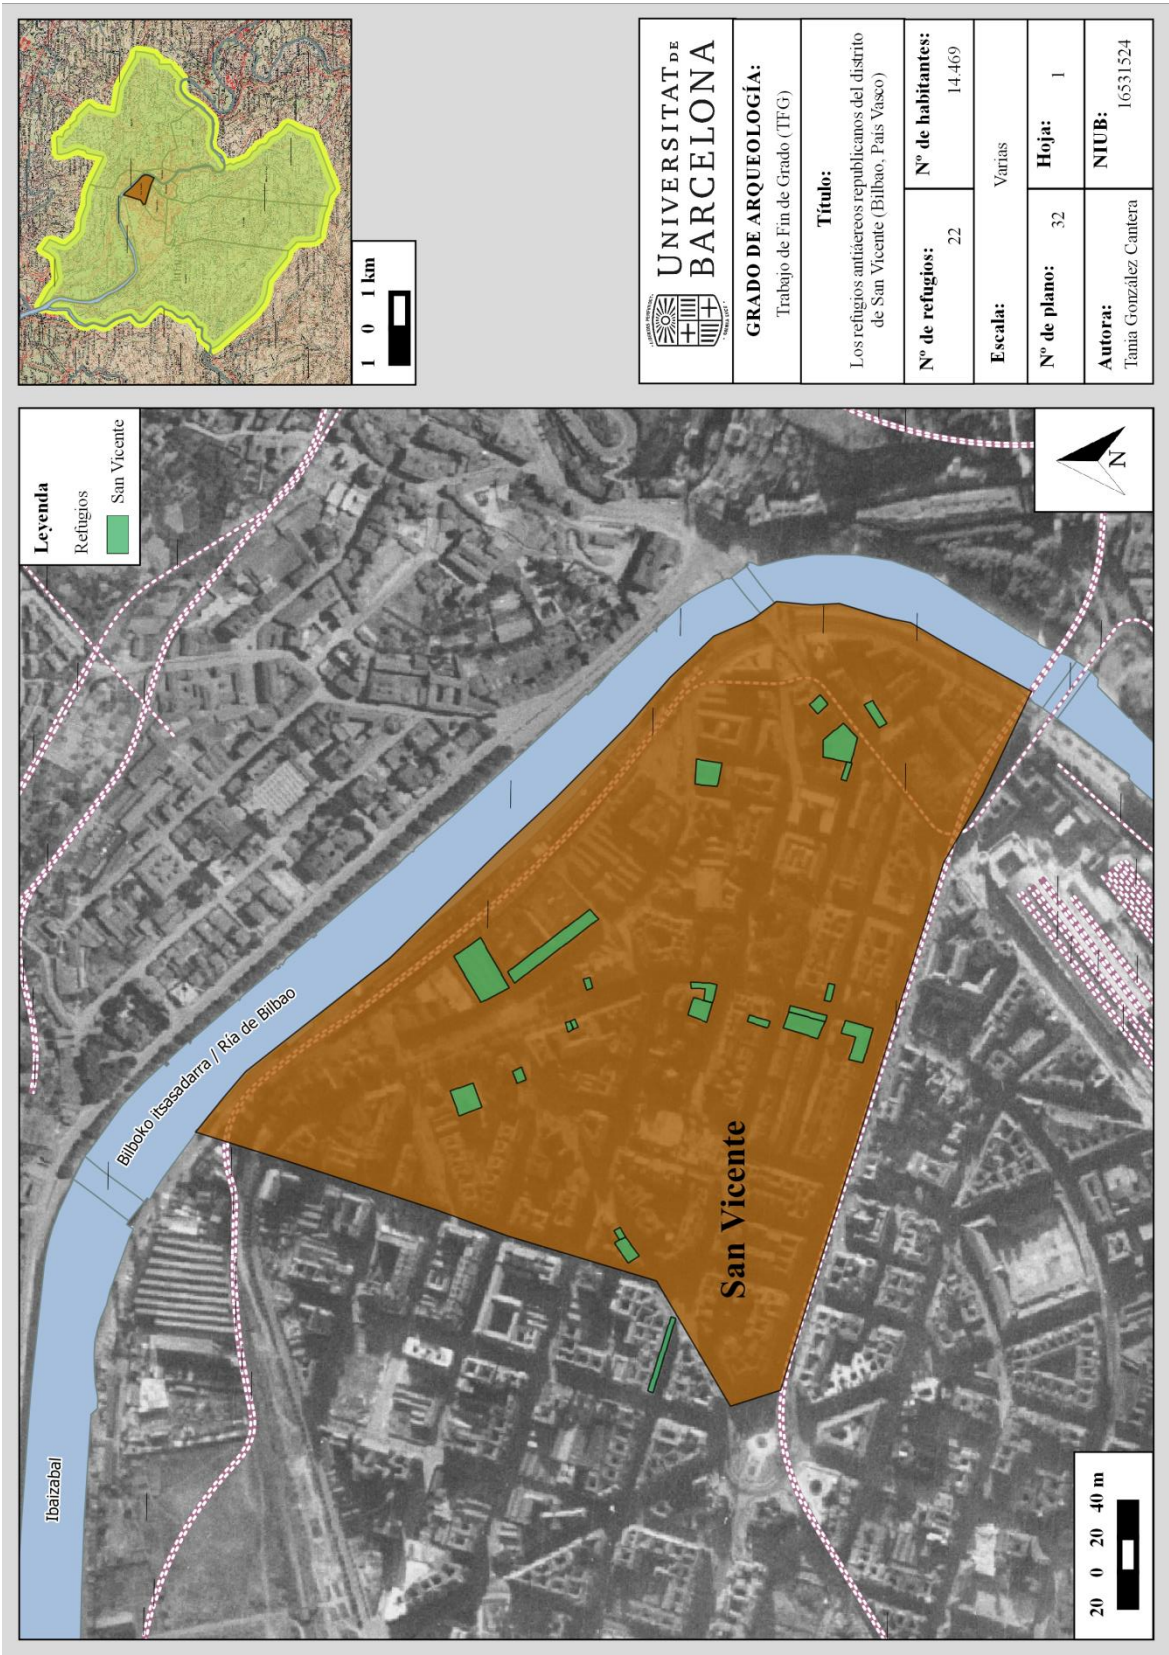 Leyenda
Refugios
San Vicente
Bilboko itsasadarra / Ría de Bilbao
Ibaizabal
San Vicente
20 0 20 40 m
N
1 0 1 km
UNIVERSITAT DE
BARCELONA
GRADO DE ARQUEOLOGÍA:
Trabajo de Fin de Grado (TFG)
Título:
Los refugios antiaéreos republicanos del distrito
de San Vicente (Bilbao, País Vasco)
Nº de refugios:
22
Nº de habitantes:
14.469
Escala:
Varias
Nº de plano:
32
Hoja:
1
Autora:
Tania González Cantera
NIUB:
16531524